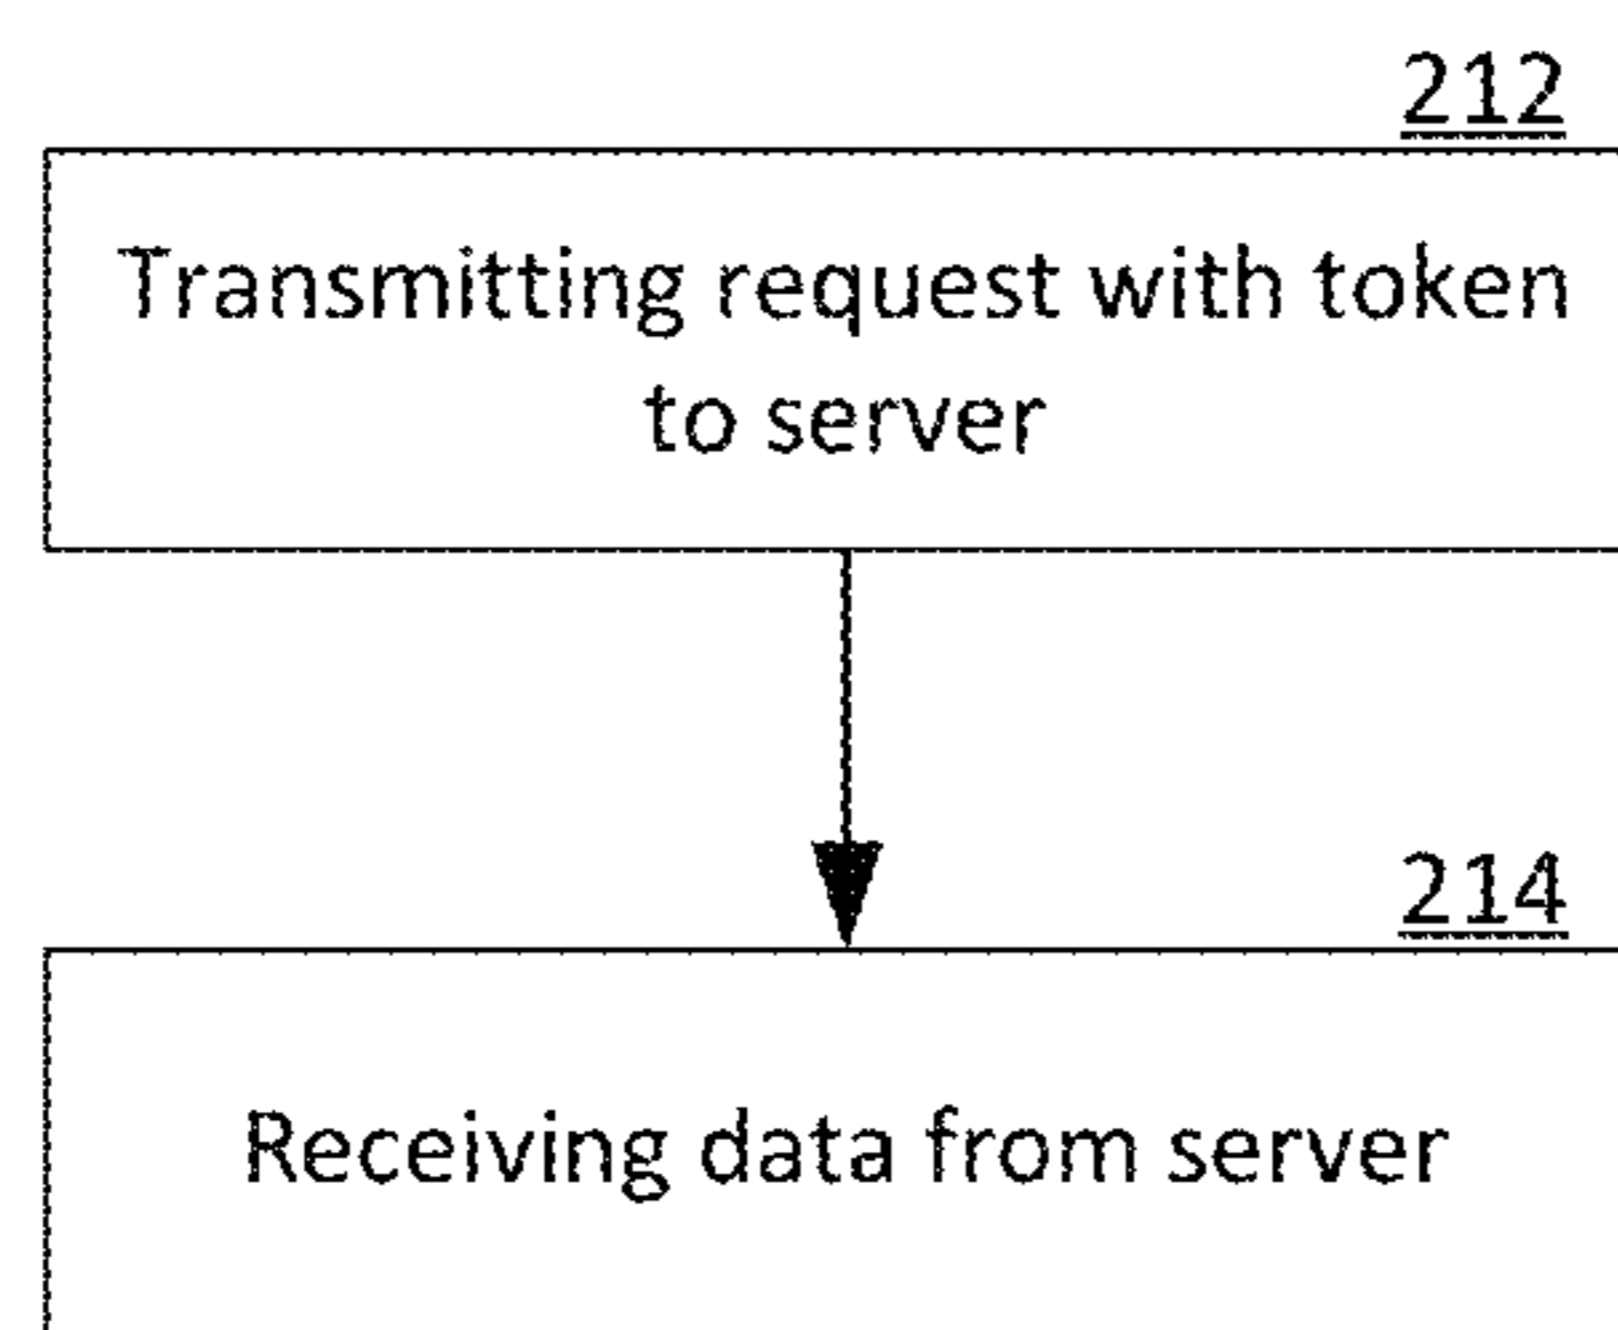 212
Transmitting request with token
to server
214
Receiving data from server